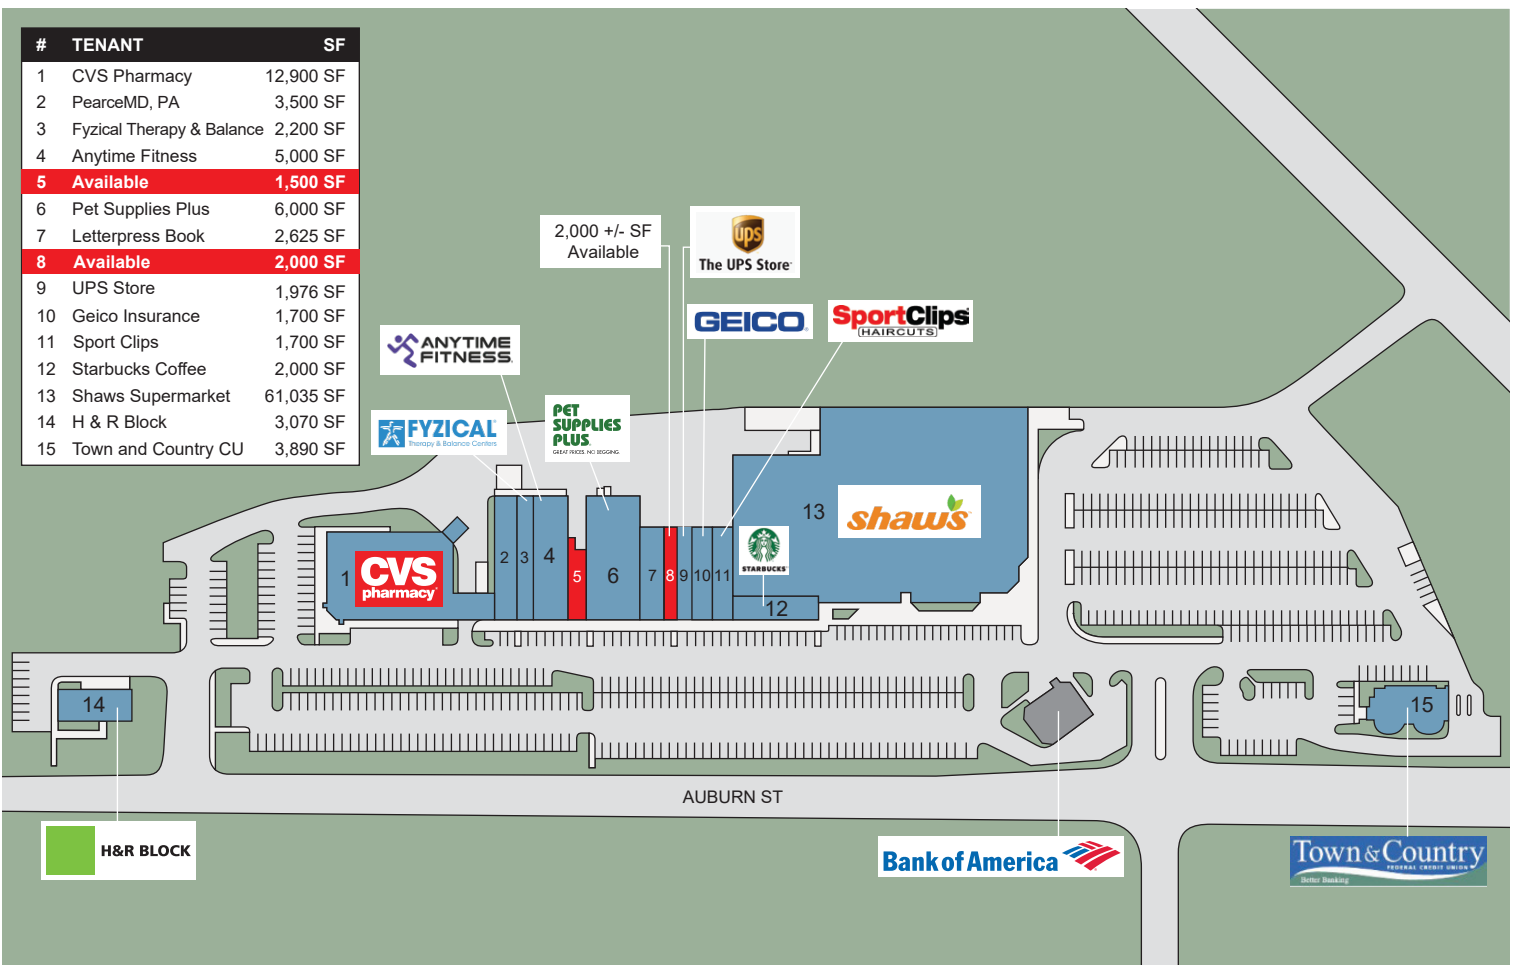 # TENANT SF
1 CVS Pharmacy 12,900 SF
2 PearceMD, PA 3,500 SF
3 Fyzical Therapy & Balance 2,200 SF
4 Anytime Fitness 5,000 SF
5 Available 1,500 SF
6 Pet Supplies Plus 6,000 SF
7 Letterpress Book 2,625 SF
8 Available 2,000 SF
9 UPS Store 1,976 SF
10 Geico Insurance 1,700 SF
11 Sport Clips 1,700 SF
12 Starbucks Coffee 2,000 SF
13 Shaws Supermarket 61,035 SF
14 H & R Block 3,070 SF
15 Town and Country CU 3,890 SF
2,000 +/- SF
Available
ups
The UPS Store
GEICO
SportClips
HAIRCUTS
ANYTIME
FITNESS
FYZICAL
Therapy & Balance Centers
PET
SUPPLIES
PLUS
GREAT PRICES. NO BEGGING.
13
shaw's
STARBUCKS
1
CVS
pharmacy
2
3
4
5
6
7
8
9
10
11
12
14
15
AUBURN ST
H&R BLOCK
Bank of America
Town & Country
FEDERAL CREDIT UNION
Better Banking